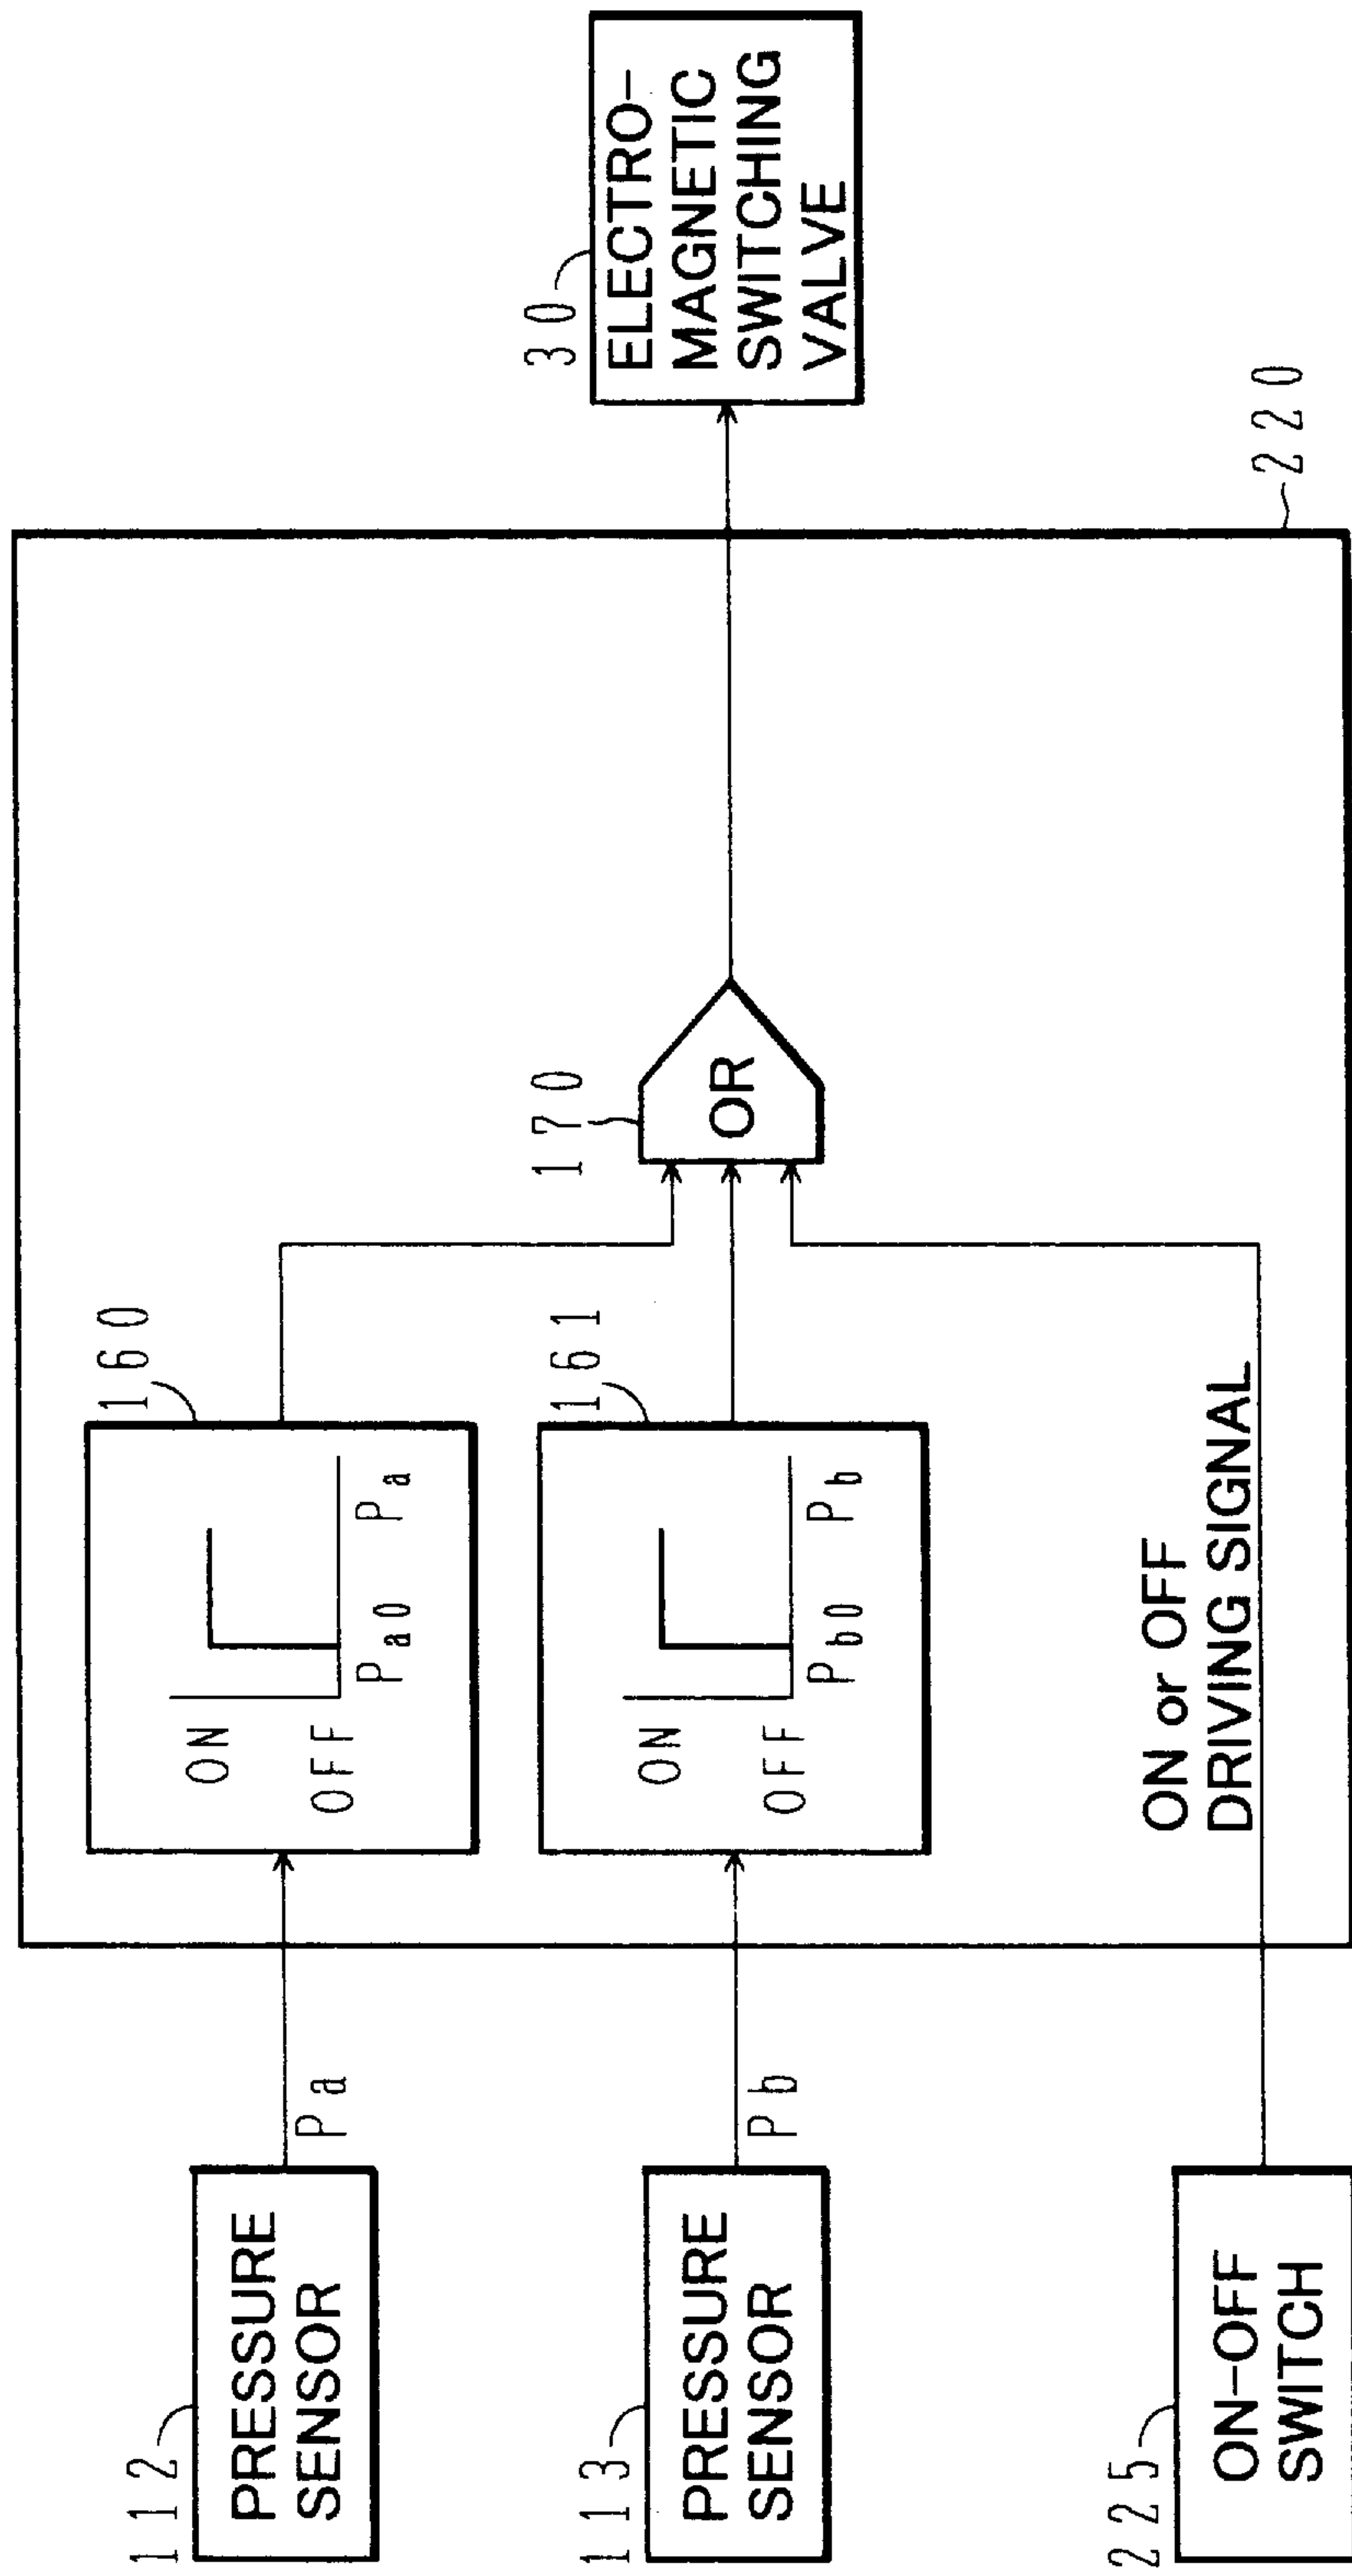 112
PRESSURE
SENSOR
Pa
160
ON
OFF
Pa0 Pa
113
PRESSURE
SENSOR
Pb
161
ON
OFF
Pb0 Pb
170
OR
30
ELECTRO-
MAGNETIC
SWITCHING
VALVE
225
ON-OFF
SWITCH
ON or OFF
DRIVING SIGNAL
220